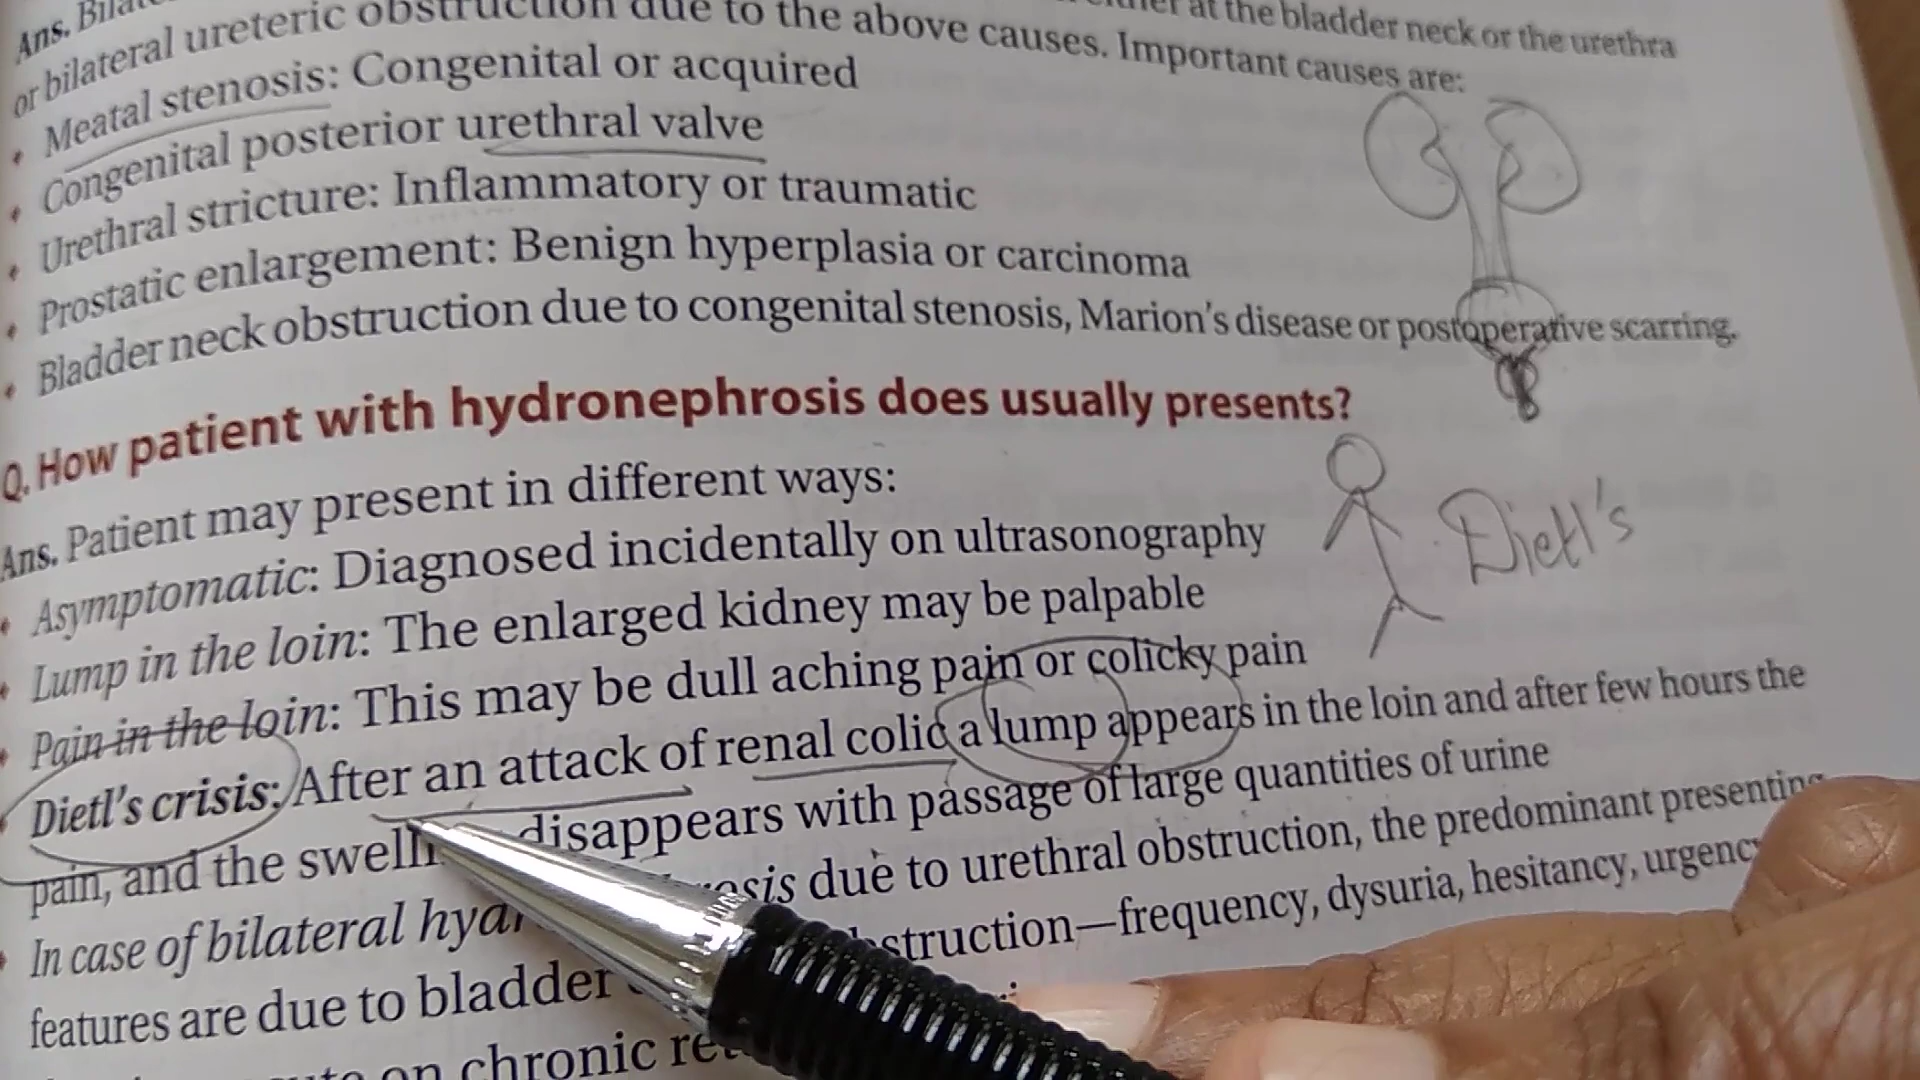 Ans.
at the bladder neck or the urethra
or bilateral ureteric obstruction due to the above causes. Important causes are:
• Meatal stenosis: Congenital or acquired
• Congenital posterior urethral valve
• Urethral stricture: Inflammatory or traumatic
• Prostatic enlargement: Benign hyperplasia or carcinoma
• Bladder neck obstruction due to congenital stenosis, Marion's disease or postoperative scarring.
Q. How patient with hydronephrosis does usually presents?
Ans. Patient may present in different ways:
• Asymptomatic: Diagnosed incidentally on ultrasonography
Dietl's
• Lump in the loin: The enlarged kidney may be palpable
• Pain in the loin: This may be dull aching pain or colicky pain
• Dietl's crisis: After an attack of renal colic a lump appears in the loin and after few hours the
pain, and the disappears with passage of large quantities of urine
• In case of bilateral due to urethral obstruction, the predominant presenting
features are due to bladder frequency, dysuria, hesitancy,
on chronic